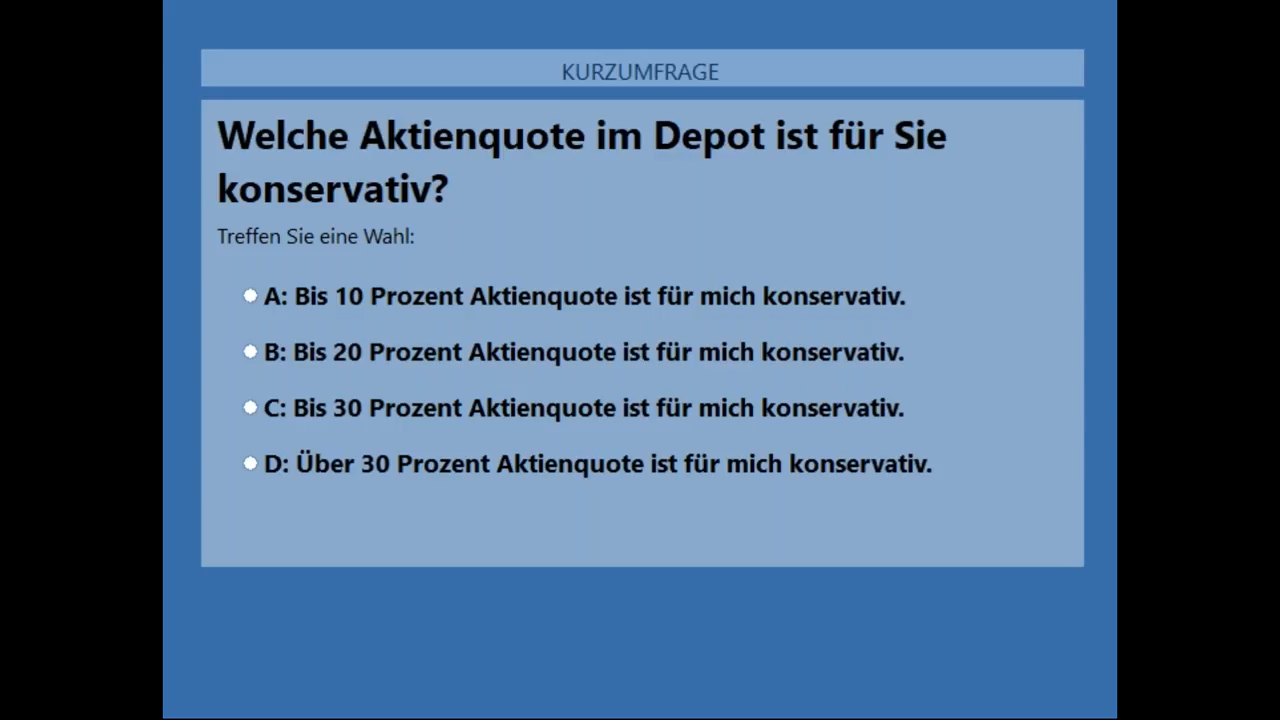 KURZUMFRAGE
Welche Aktienquote im Depot ist für Sie
konservativ?
Treffen Sie eine Wahl:
A: Bis 10 Prozent Aktienquote ist für mich konservativ.
B: Bis 20 Prozent Aktienquote ist für mich konservativ.
C: Bis 30 Prozent Aktienquote ist für mich konservativ.
D: Über 30 Prozent Aktienquote ist für mich konservativ.